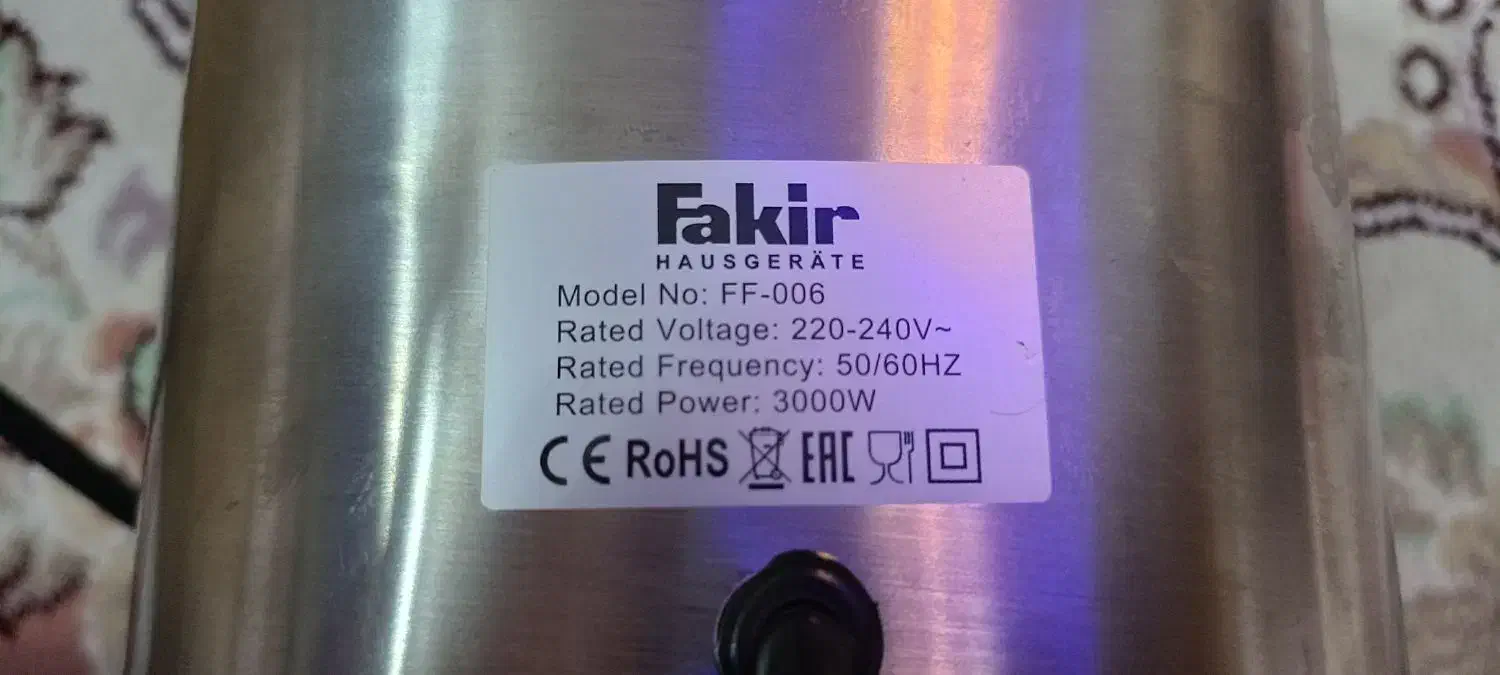 Fakir
HAUSGERÄTE
Model No: FF-006
Rated Voltage: 220-240V~
Rated Frequency: 50/60HZ
Rated Power: 3000W
CE RoHS EAC